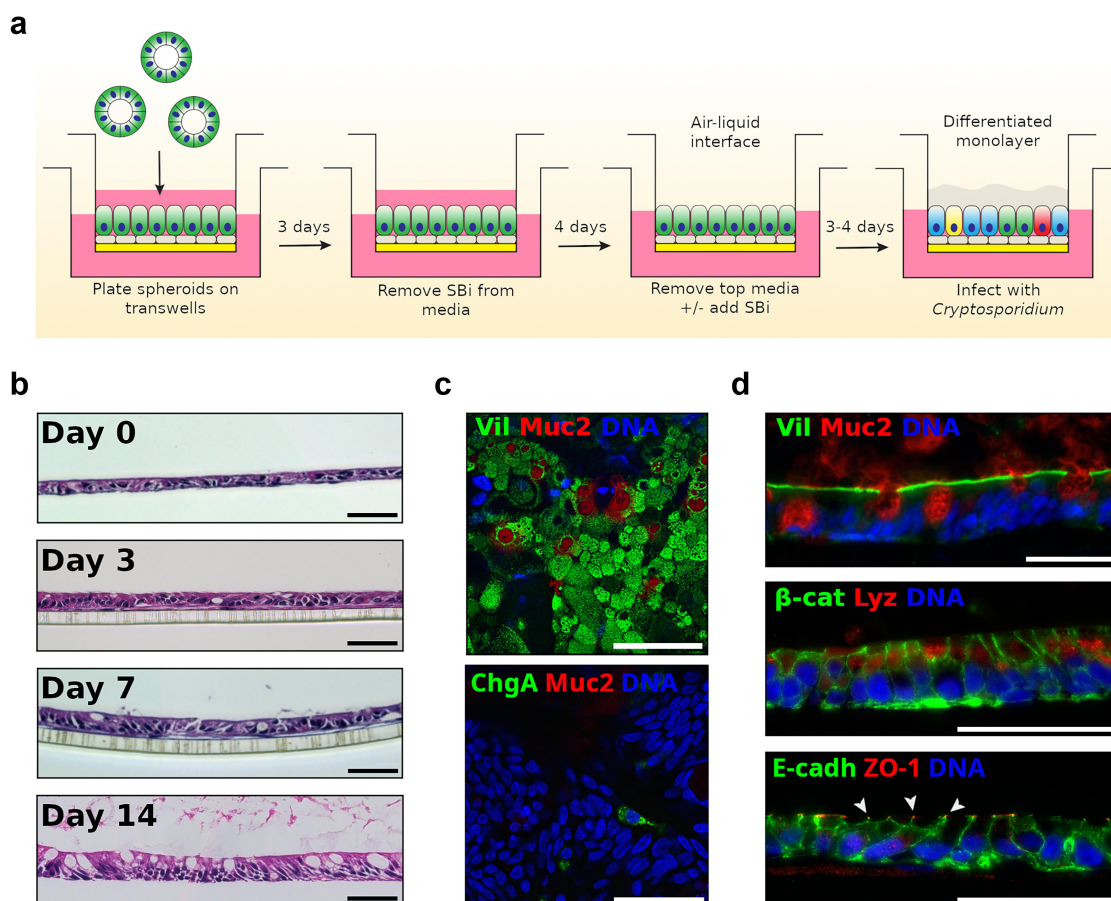 a
Air-liquid
interface
Differentiated
monolayer
3 days
4 days
3-4 days
Plate spheroids on
transwells
Remove SBi from
media
Remove top media
+/- add SBi
Infect with
Cryptosporidium
b
Day 0
Day 3
Day 7
Day 14
c
Vil Muc2 DNA
ChgA Muc2 DNA
d
Vil Muc2 DNA
β-cat Lyz DNA
E-cadh ZO-1 DNA